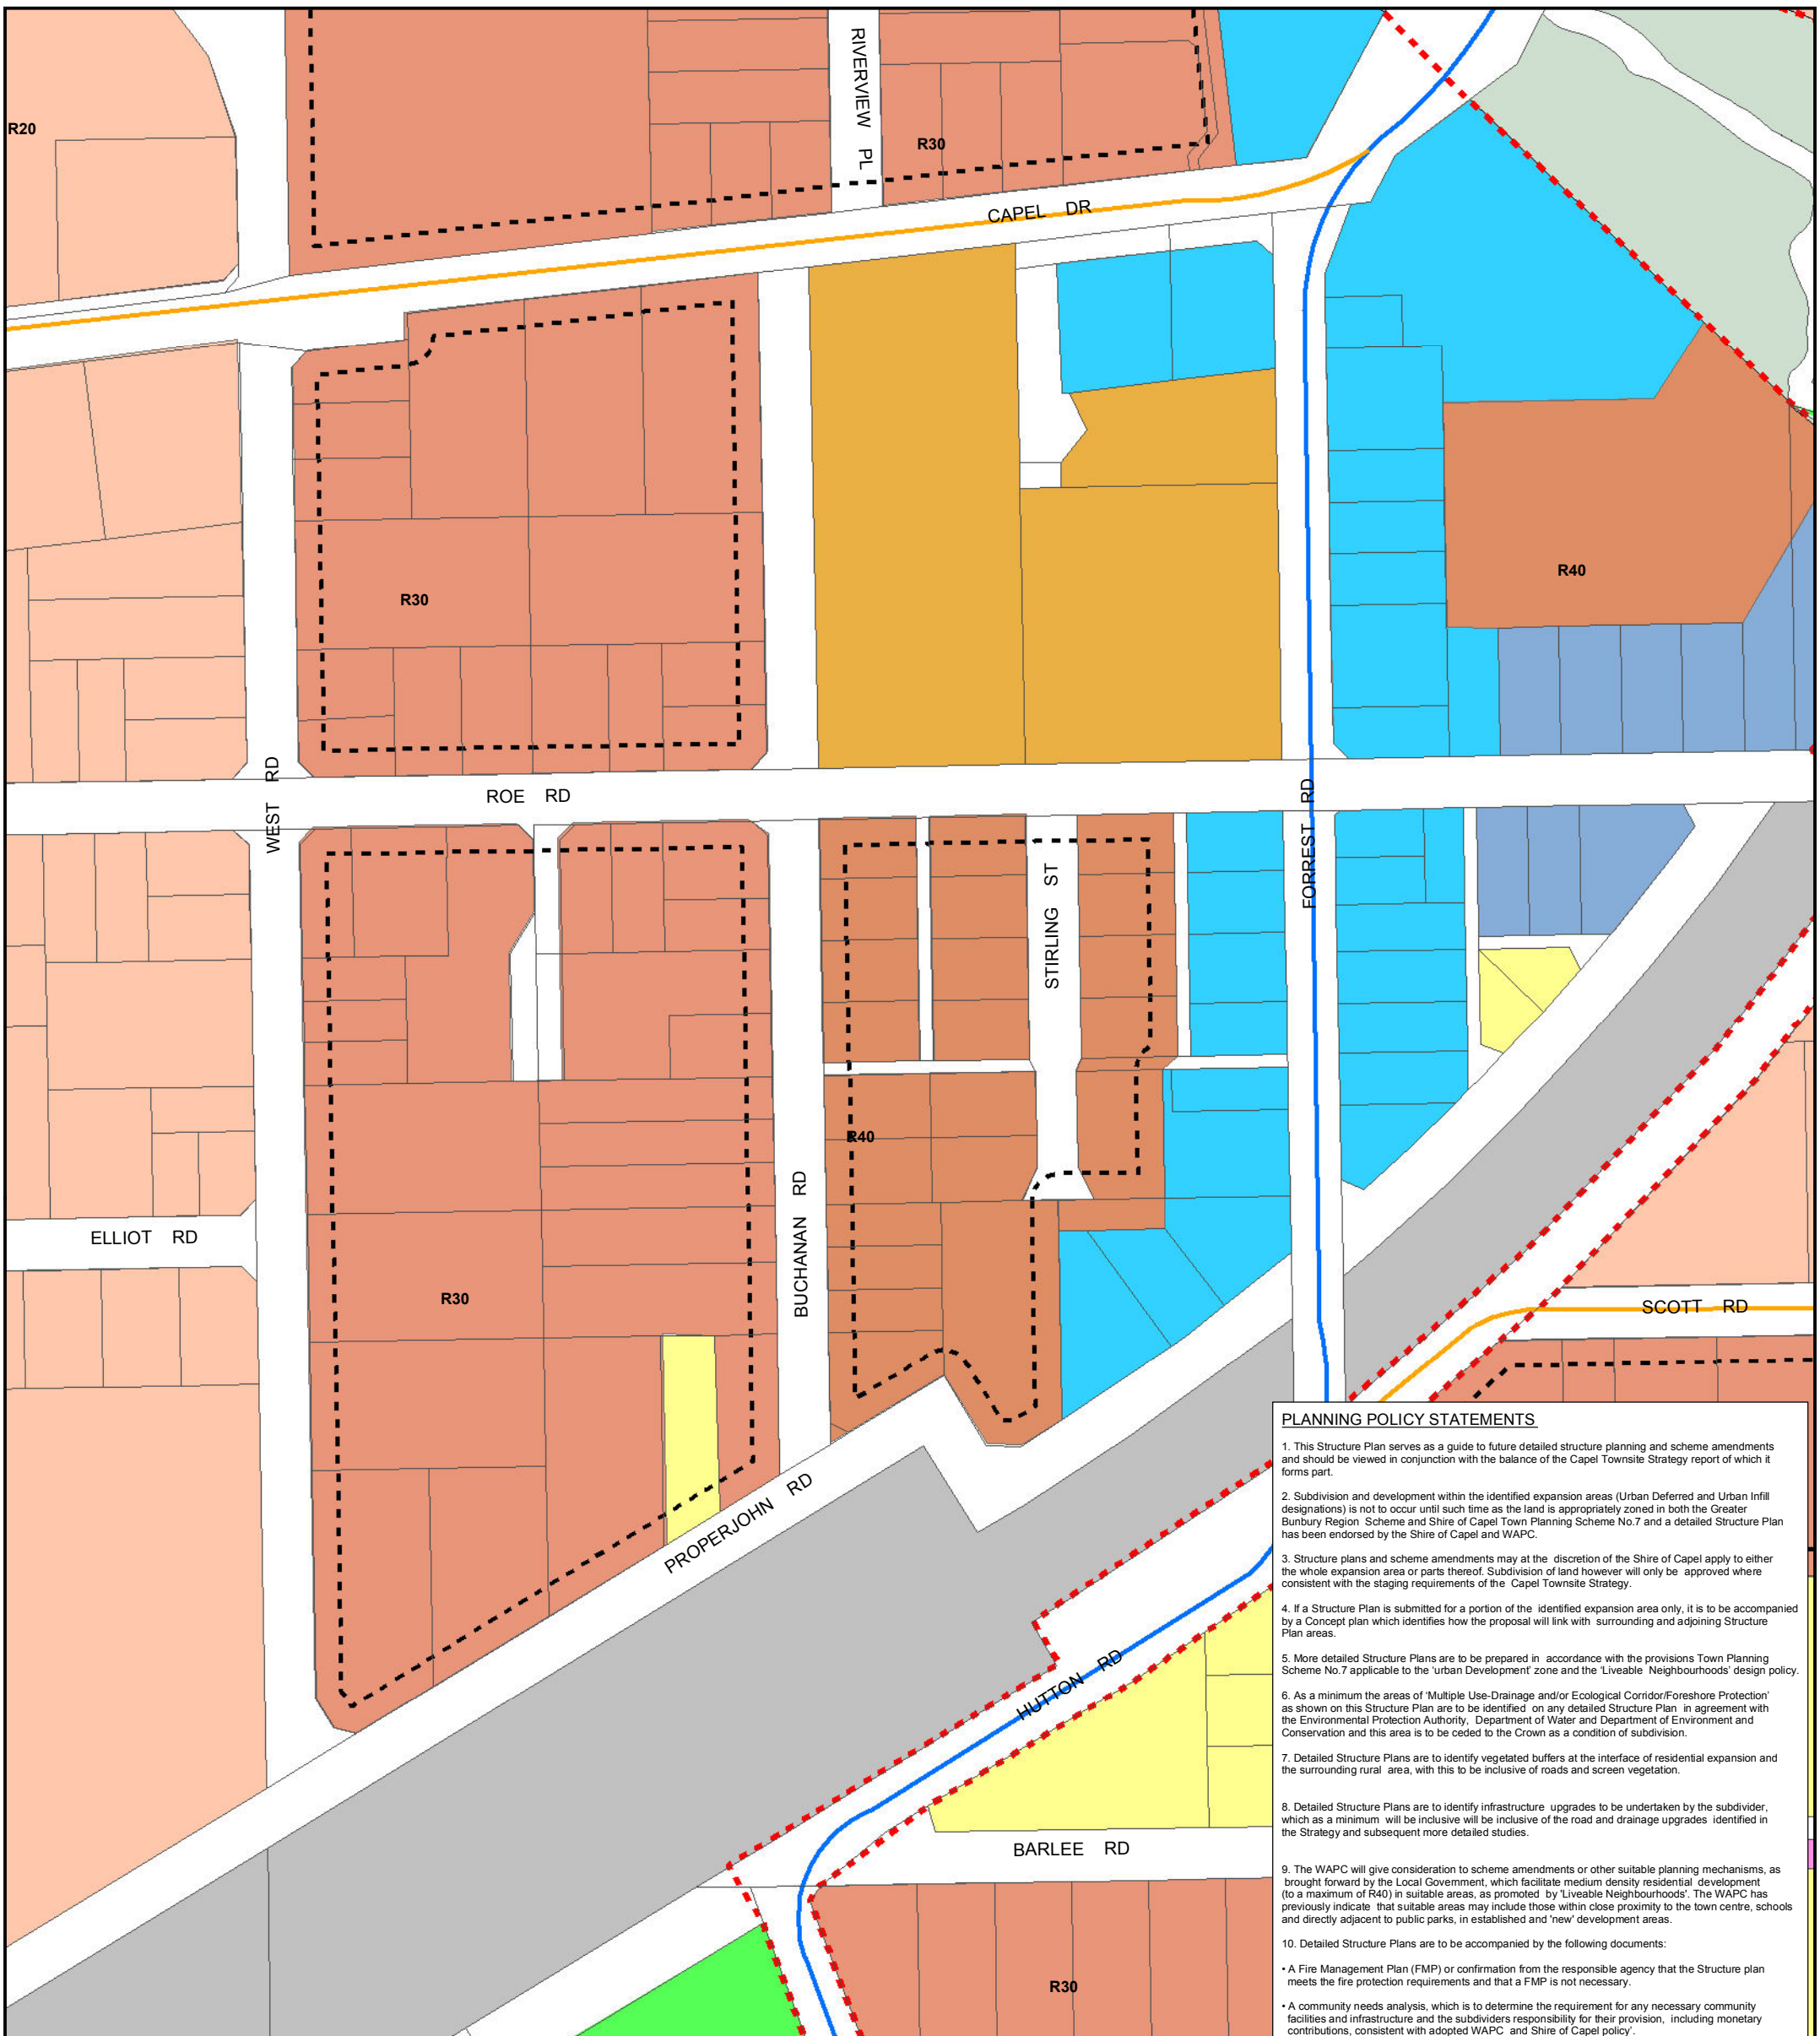 R20
RIVERVIEW PL
R30
CAPEL DR
R30
R40
WEST RD
ROE RD
FORREST RD
STIRLING ST
R40
BUCHANAN RD
ELLIOT RD
R30
SCOTT RD
PROPERJOHN RD
HUTTON RD
BARLEE RD
R30
PLANNING POLICY STATEMENTS
1. This Structure Plan serves as a guide to future detailed structure planning and scheme amendments
and should be viewed in conjunction with the balance of the Capel Townsite Strategy report of which it
forms part.
2. Subdivision and development within the identified expansion areas (Urban Deferred and Urban Infill
designations) is not to occur until such time as the land is appropriately zoned in both the Greater
Bunbury Region Scheme and Shire of Capel Town Planning Scheme No.7 and a detailed Structure Plan
has been endorsed by the Shire of Capel and WAPC.
3. Structure plans and scheme amendments may at the discretion of the Shire of Capel apply to either
the whole expansion area or parts thereof. Subdivision of land however will only be approved where
consistent with the staging requirements of the Capel Townsite Strategy.
4. If a Structure Plan is submitted for a portion of the identified expansion area only, it is to be accompanied
by a Concept plan which identifies how the proposal will link with surrounding and adjoining Structure
Plan areas.
5. More detailed Structure Plans are to be prepared in accordance with the provisions Town Planning
Scheme No.7 applicable to the 'urban Development' zone and the 'Liveable Neighbourhoods' design policy.
6. As a minimum the areas of 'Multiple Use-Drainage and/or Ecological Corridor/Foreshore Protection'
as shown on this Structure Plan are to be identified on any detailed Structure Plan in agreement with
the Environmental Protection Authority, Department of Water and Department of Environment and
Conservation and this area is to be ceded to the Crown as a condition of subdivision.
7. Detailed Structure Plans are to identify vegetated buffers at the interface of residential expansion and
the surrounding rural area, with this to be inclusive of roads and screen vegetation.
8. Detailed Structure Plans are to identify infrastructure upgrades to be undertaken by the subdivider,
which as a minimum will be inclusive will be inclusive of the road and drainage upgrades identified in
the Strategy and subsequent more detailed studies.
9. The WAPC will give consideration to scheme amendments or other suitable planning mechanisms, as
brought forward by the Local Government, which facilitate medium density residential development
(to a maximum of R40) in suitable areas, as promoted by 'Liveable Neighbourhoods'. The WAPC has
previously indicate that suitable areas may include those within close proximity to the town centre, schools
and directly adjacent to public parks, in established and 'new' development areas.
10. Detailed Structure Plans are to be accompanied by the following documents:
• A Fire Management Plan (FMP) or confirmation from the responsible agency that the Structure plan
meets the fire protection requirements and that a FMP is not necessary.
• A community needs analysis, which is to determine the requirement for any necessary community
facilities and infrastructure and the subdividers responsibility for their provision, including monetary
contributions, consistent with adopted WAPC and Shire of Capel policy'.